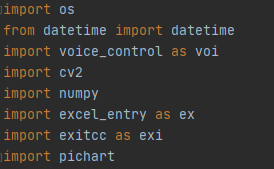 import os
from datetime import datetime
import voice_control as voi
import cv2
import numpy
import excel_entry as ex
import exitcc as exi
import pichart